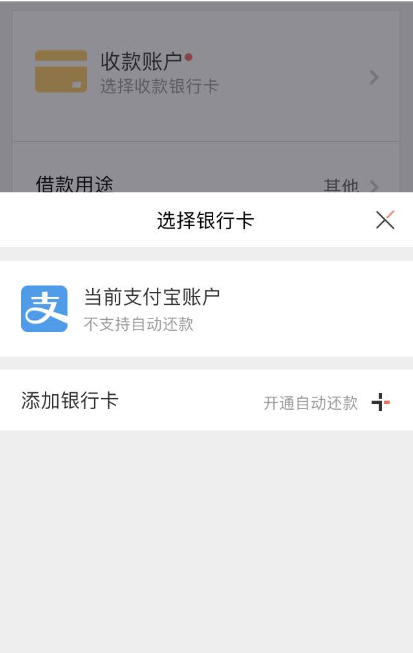 收款账户
选择收款银行卡
借款用途 其他
选择银行卡
支 当前支付宝账户
不支持自动还款
添加银行卡 开通自动还款